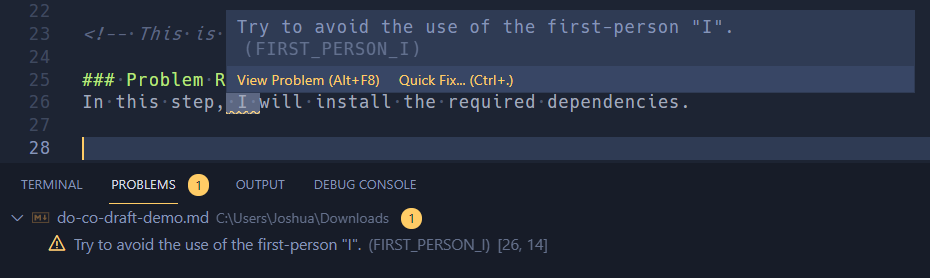 22
23 <!-- This is
Try to avoid the use of the first-person "I".
(FIRST_PERSON_I)
View Problem (Alt+F8) Quick Fix... (Ctrl+.)
24
25 ### Problem R
26 In this step, I will install the required dependencies.
27
28
TERMINAL PROBLEMS 1 OUTPUT DEBUG CONSOLE
do-co-draft-demo.md C:\Users\Joshua\Downloads 1
Try to avoid the use of the first-person "I". (FIRST_PERSON_I) [26, 14]